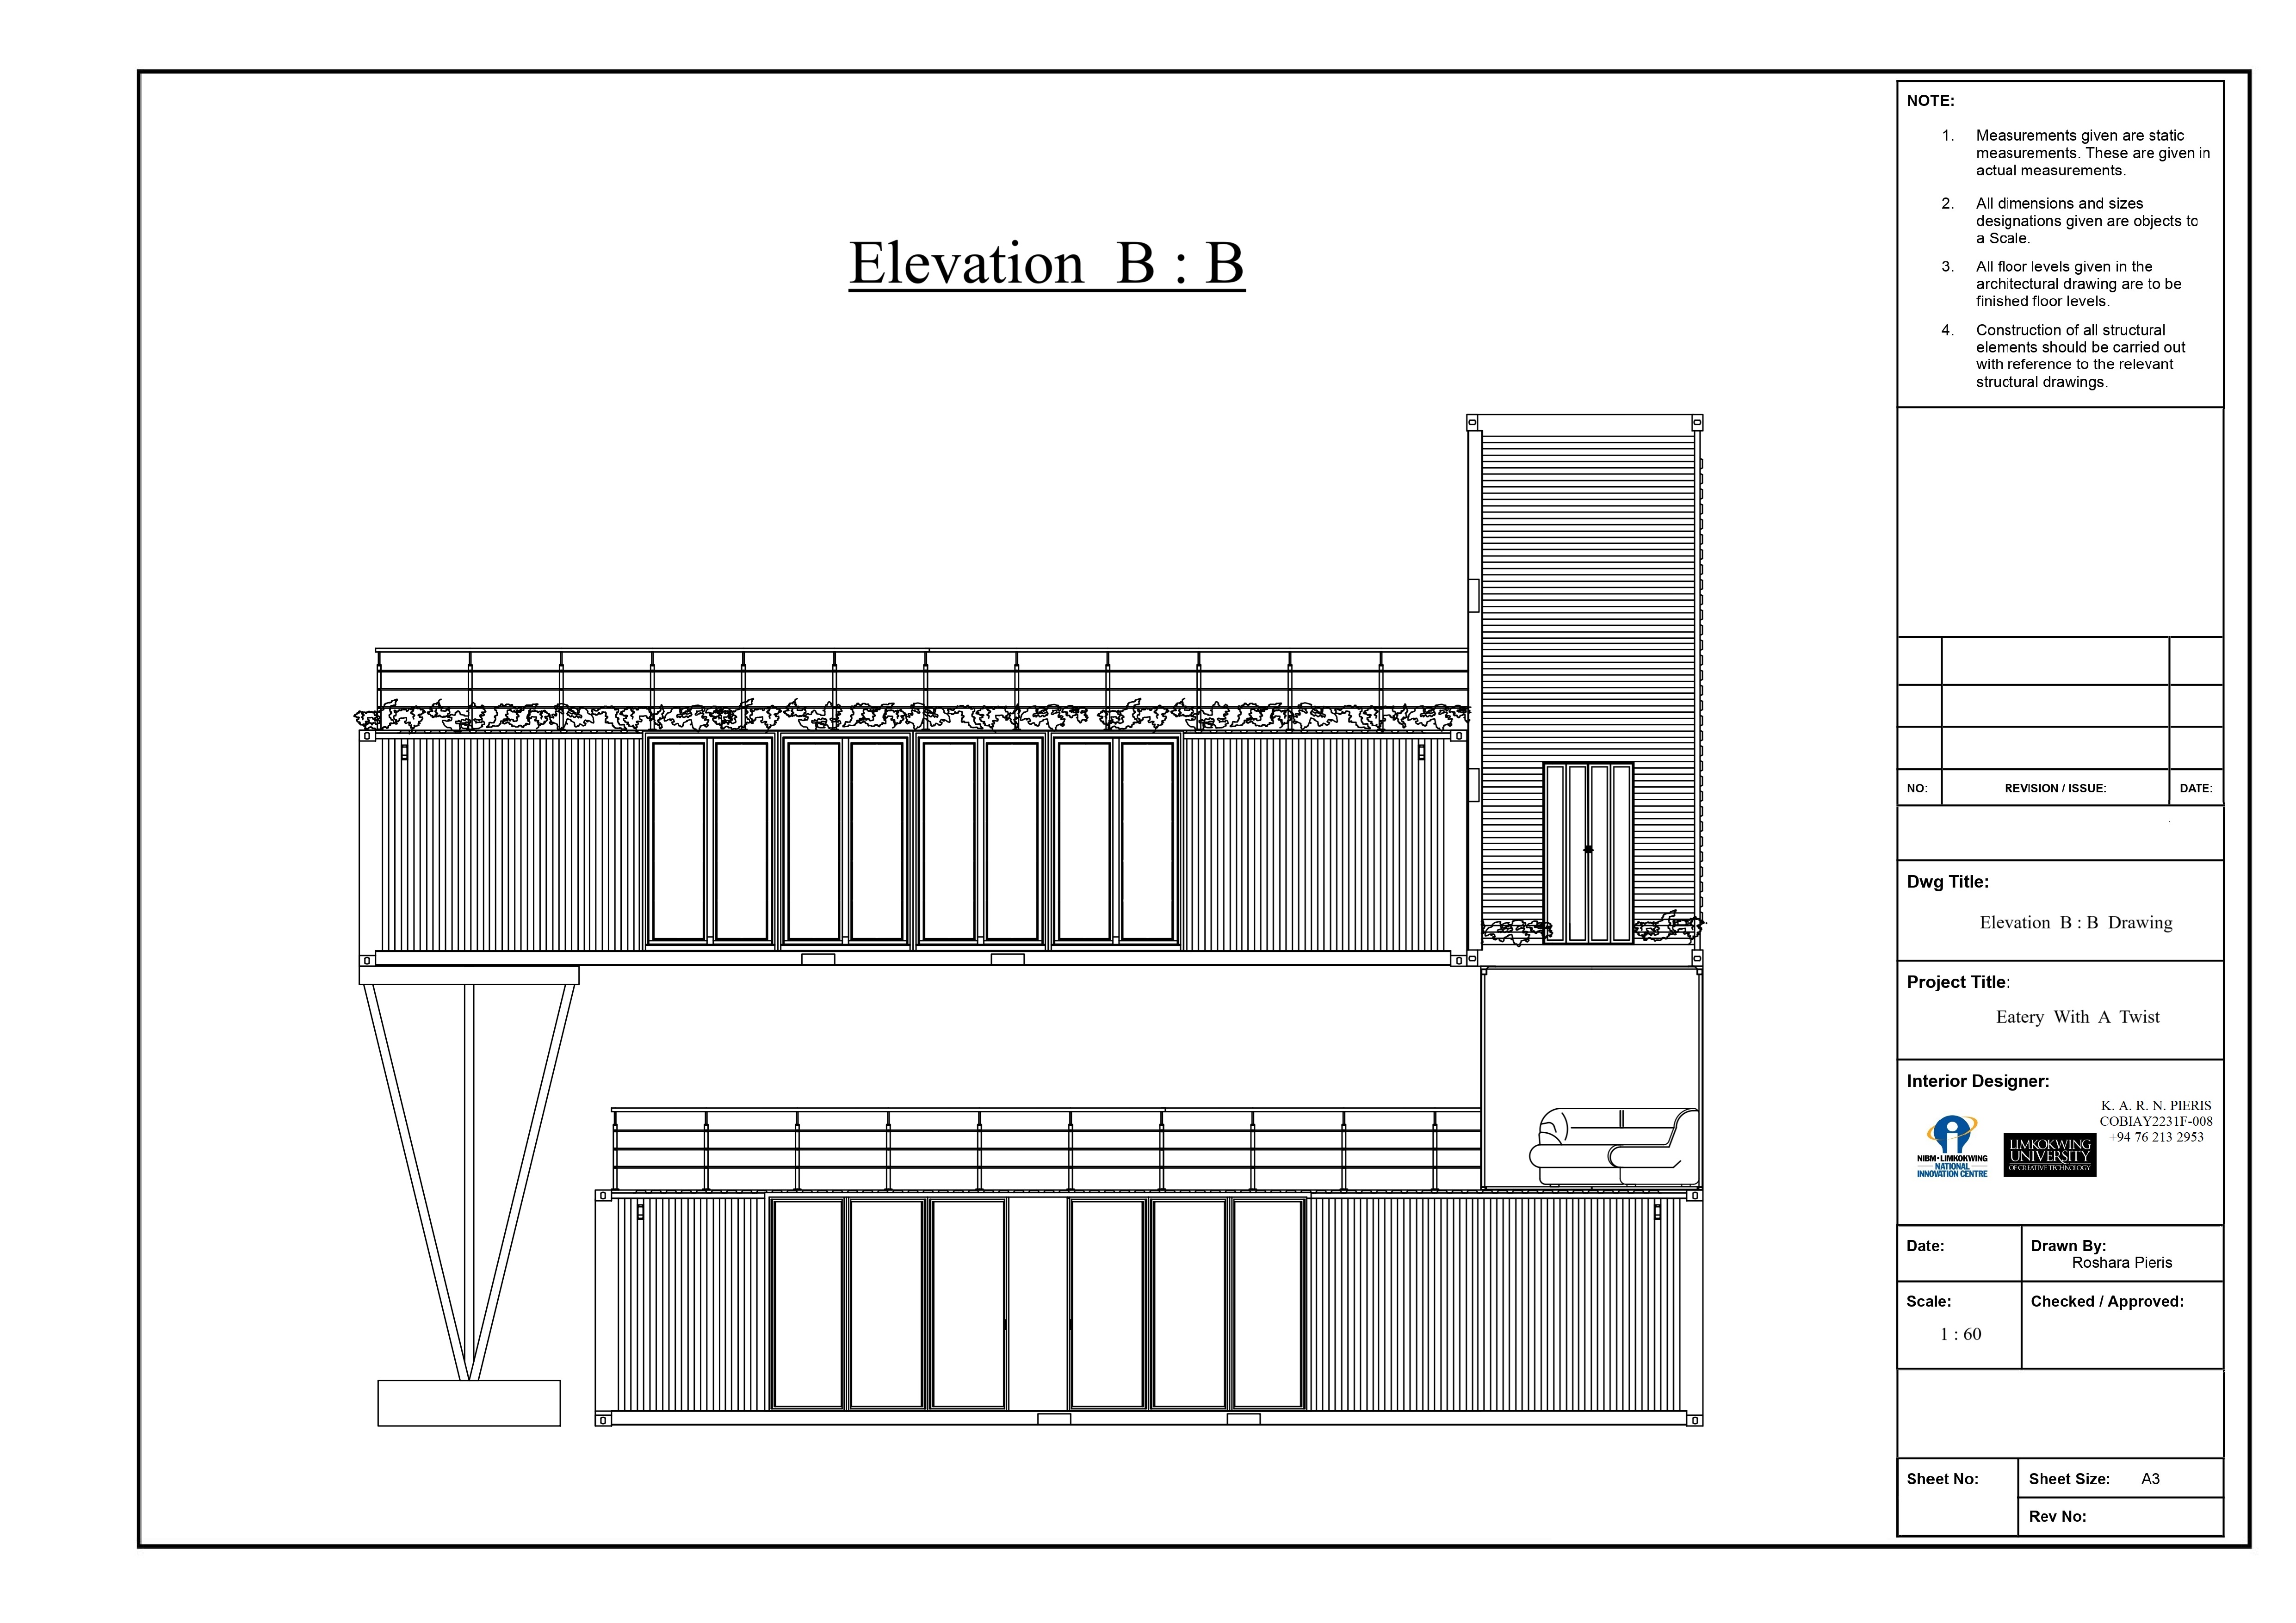 Elevation B : B
NOTE:
1. Measurements given are static
measurements. These are given in
actual measurements.
2. All dimensions and sizes
designations given are objects to
a Scale.
3. All floor levels given in the
architectural drawing are to be
finished floor levels.
4. Construction of all structural
elements should be carried out
with reference to the relevant
structural drawings.
NO: REVISION / ISSUE: DATE:
Dwg Title:
Elevation B : B Drawing
Project Title:
Eatery With A Twist
Interior Designer:
K. A. R. N. PIERIS
COBIAY2231F-008
+94 76 213 2953
NIBM•LIMKOKWING
NATIONAL
INNOVATION CENTRE
LIMKOKWING
UNIVERSITY
OF CREATIVE TECHNOLOGY
Date:
Drawn By:
Roshara Pieris
Scale:
1 : 60
Checked / Approved:
Sheet No:
Sheet Size: A3
Rev No: